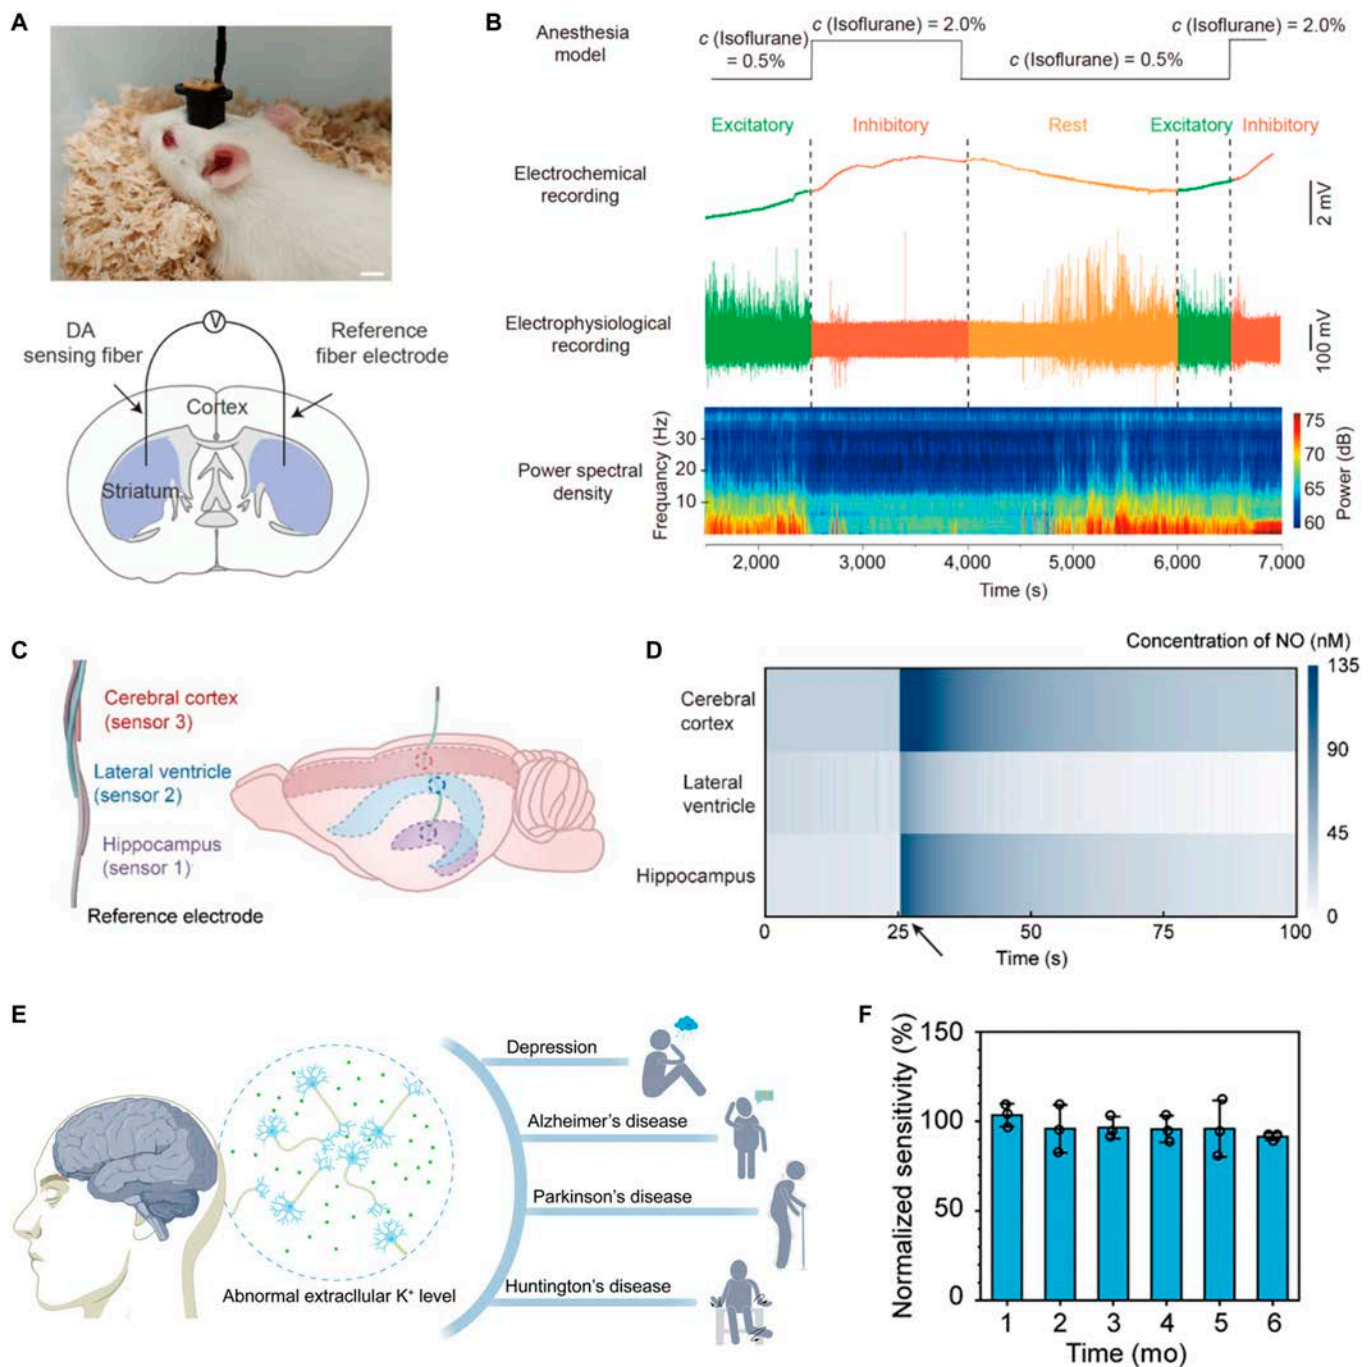 A
DA
sensing fiber
V
Reference
fiber electrode
Cortex
Striatum
B
Anesthesia
model
c (Isoflurane)
= 0.5%
c (Isoflurane) = 2.0%
c (Isoflurane) = 0.5%
c (Isoflurane) = 2.0%
Excitatory
Inhibitory
Rest
Excitatory
Inhibitory
Electrochemical
recording
2 mV
Electrophysiological
recording
100 mV
Power spectral
density
Frequancy (Hz)
30
20
10
75
70
65
60
Power (dB)
2,000
3,000
4,000
5,000
6,000
7,000
Time (s)
C
Cerebral cortex
(sensor 3)
Lateral ventricle
(sensor 2)
Hippocampus
(sensor 1)
Reference electrode
D
Concentration of NO (nM)
Cerebral
cortex
Lateral
ventricle
Hippocampus
135
90
45
0
0
25
50
75
100
Time (s)
E
Abnormal extracllular K⁺ level
Depression
Alzheimer's disease
Parkinson's disease
Huntington's disease
F
Normalized sensitivity (%)
150
100
50
0
1
2
3
4
5
6
Time (mo)